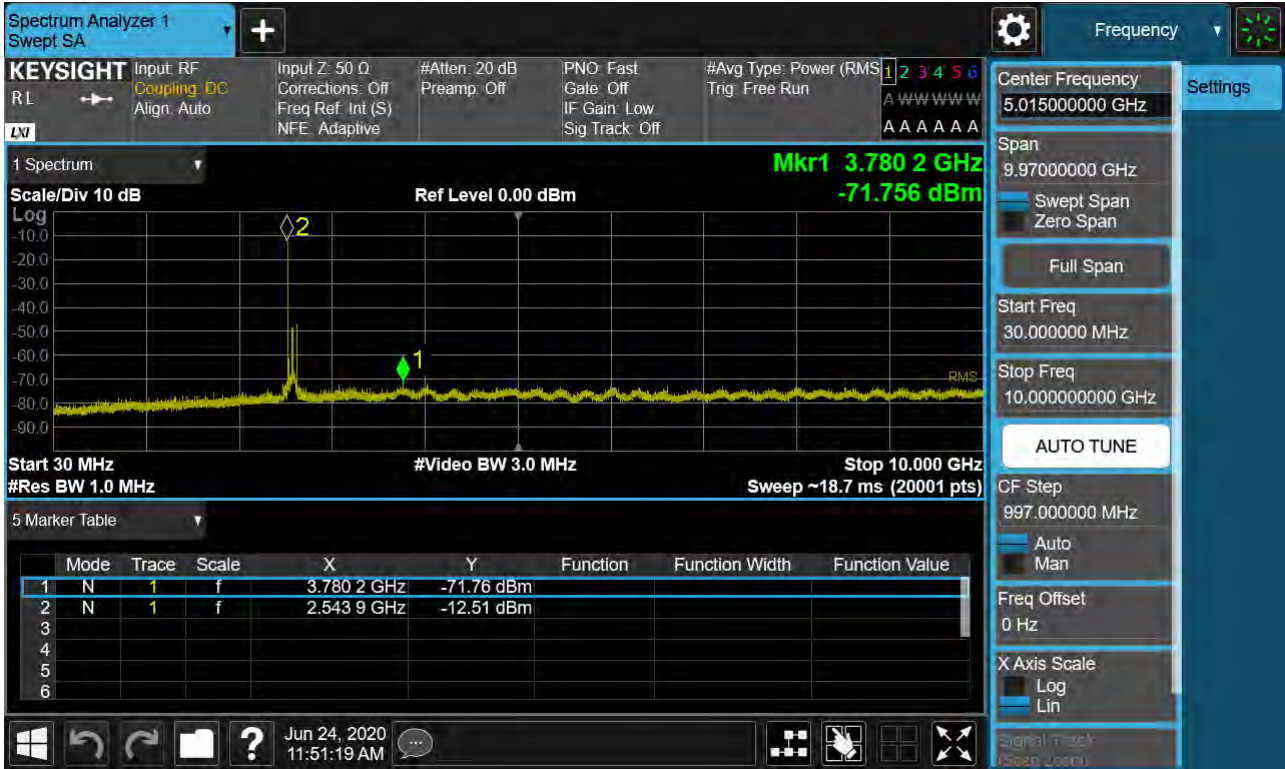 Spectrum Analyzer 1
Swept SA
+
Frequency
KEYSIGHT
RL
LXI
Input: RF
Coupling: DC
Align: Auto
Input Z: 50 Ω
Corrections: Off
Freq Ref: Int (S)
NFE: Adaptive
#Atten: 20 dB
Preamp: Off
PNO: Fast
Gate: Off
IF Gain: Low
Sig Track: Off
#Avg Type: Power (RMS
Trig: Free Run
1 2 3 4 5 6
A W W W W W
A A A A A A
1 Spectrum
Mkr1 3.780 2 GHz
-71.756 dBm
Scale/Div 10 dB
Ref Level 0.00 dBm
Log
-10.0
-20.0
-30.0
-40.0
-50.0
-60.0
-70.0
-80.0
-90.0
2
1
RMS
Start 30 MHz
#Video BW 3.0 MHz
Stop 10.000 GHz
#Res BW 1.0 MHz
Sweep ~18.7 ms (20001 pts)
5 Marker Table
Mode Trace Scale X Y Function Function Width Function Value
1 N 1 f 3.780 2 GHz -71.76 dBm
2 N 1 f 2.543 9 GHz -12.51 dBm
3
4
5
6
?
Jun 24, 2020
11:51:19 AM
Center Frequency
5.015000000 GHz
Settings
Span
9.97000000 GHz
Swept Span
Zero Span
Full Span
Start Freq
30.000000 MHz
Stop Freq
10.000000000 GHz
AUTO TUNE
CF Step
997.000000 MHz
Auto
Man
Freq Offset
0 Hz
X Axis Scale
Log
Lin
Signal Track
(Span Zoom)